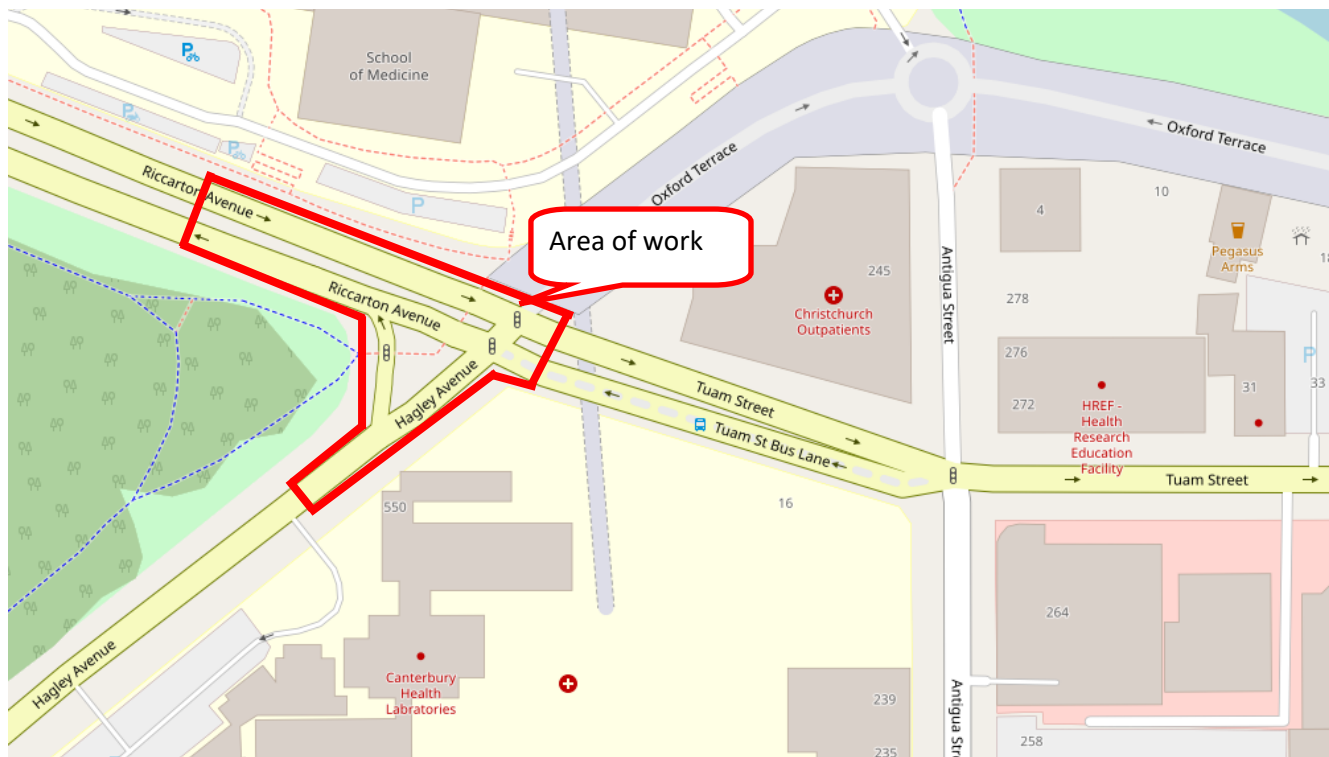 School
of Medicine
P
P
P
P
Riccarton Avenue
Riccarton Avenue
Area of work
Oxford Terrace
Oxford Terrace
10
4
Pegasus
Arms
18
245
Christchurch
Outpatients
Antigua Street
278
276
272
HREF -
Health
Research
Education
Facility
P
31
33
Hagley Avenue
Tuam Street
Tuam St Bus Lane
Tuam Street
16
550
264
Hagley Avenue
Canterbury
Health
Labratories
239
235
Antigua Stre
258